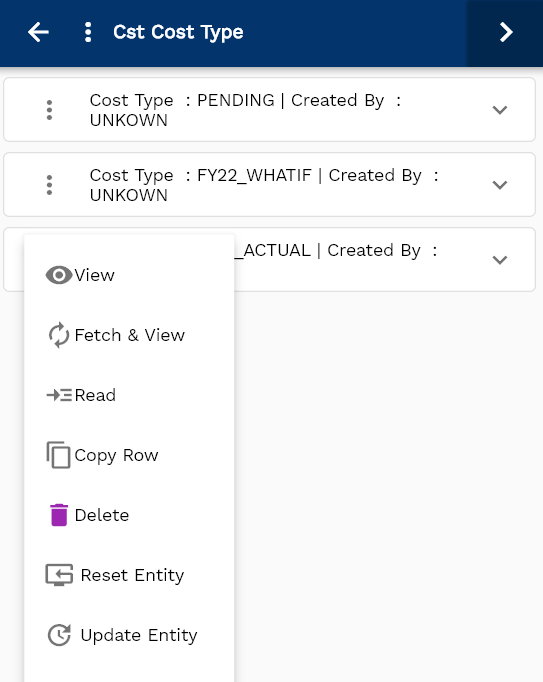 Cst Cost Type
Cost Type : PENDING | Created By :
UNKOWN
Cost Type : FY22_WHATIF | Created By :
UNKOWN
_ACTUAL | Created By :
View
Fetch & View
Read
Copy Row
Delete
Reset Entity
Update Entity